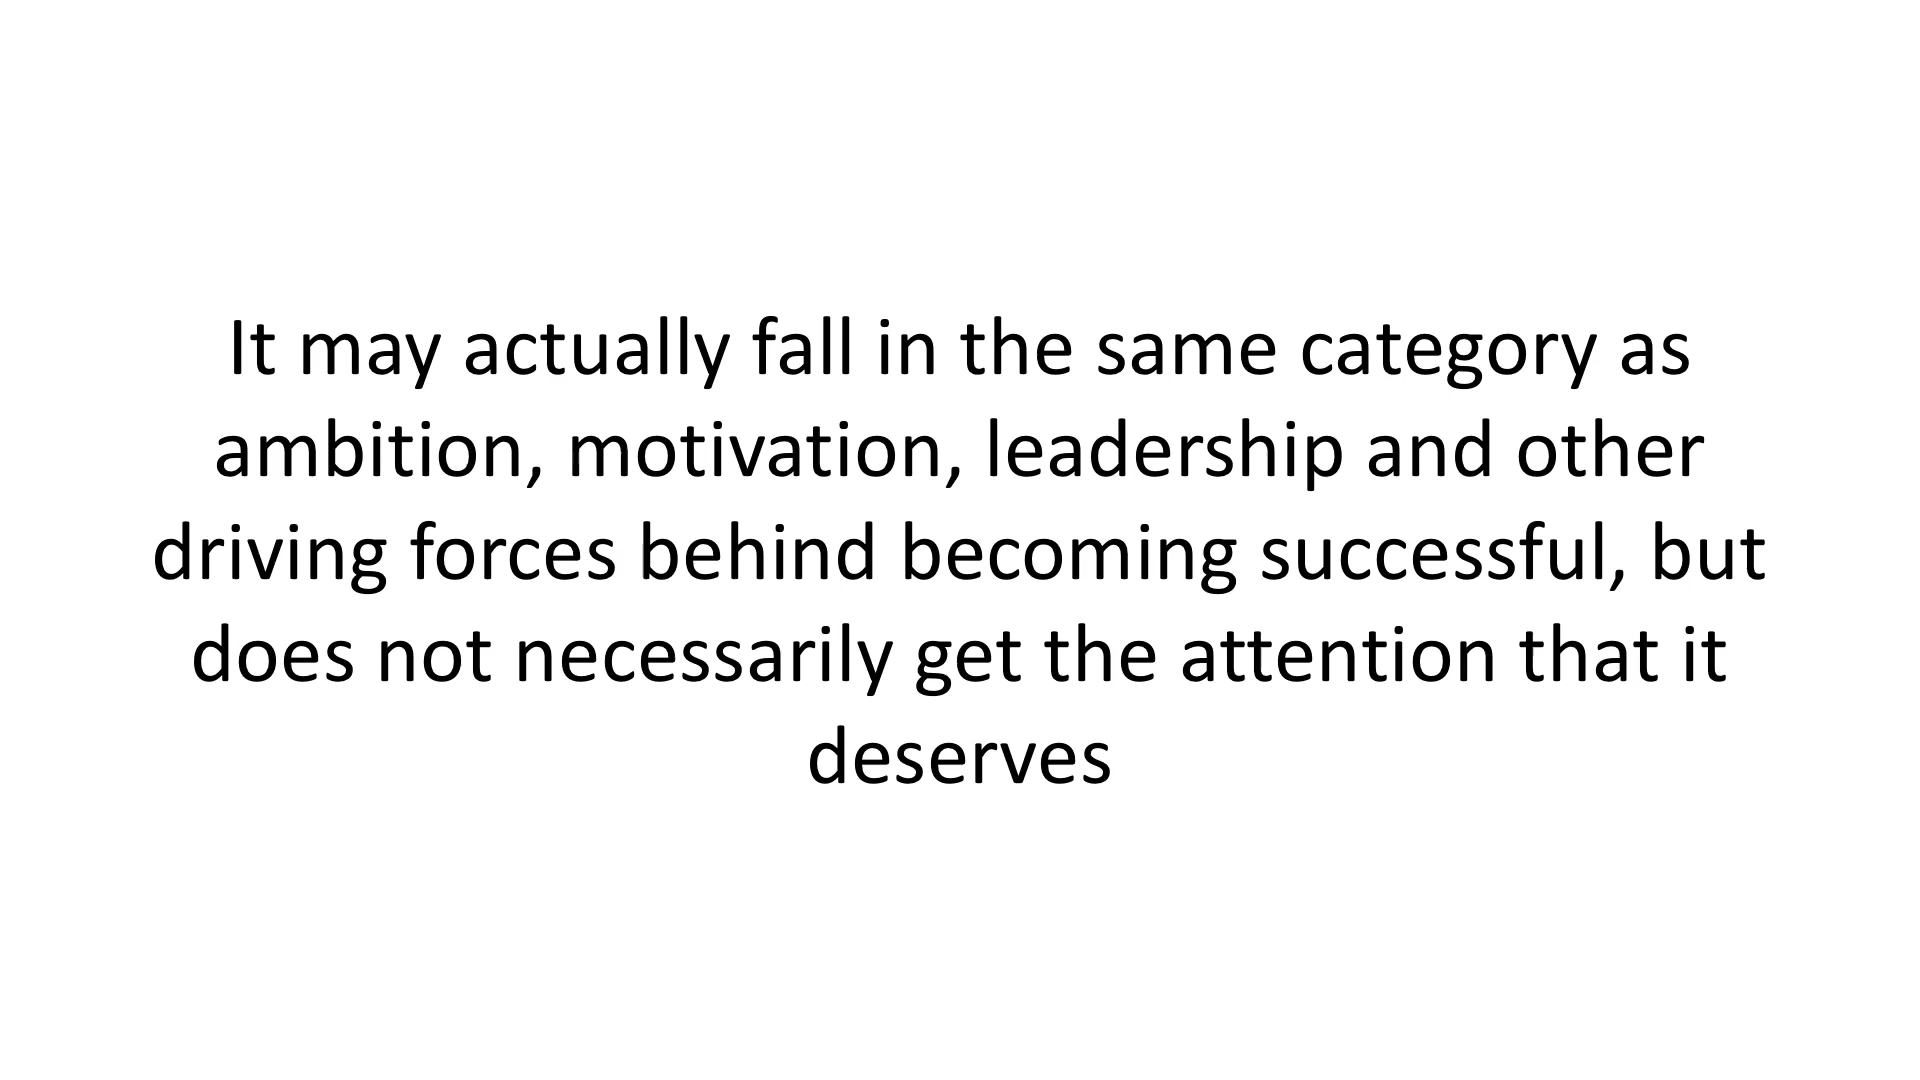 It may actually fall in the same category as
ambition, motivation, leadership and other
driving forces behind becoming successful, but
does not necessarily get the attention that it
deserves